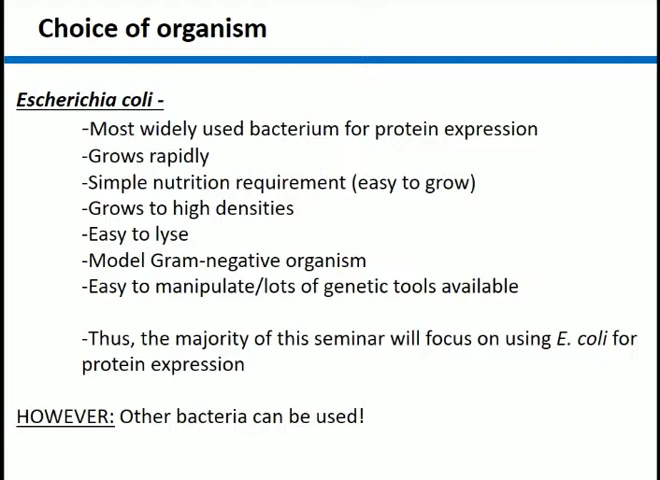 Choice of organism
Escherichia coli -
-Most widely used bacterium for protein expression
-Grows rapidly
-Simple nutrition requirement (easy to grow)
-Grows to high densities
-Easy to lyse
-Model Gram-negative organism
-Easy to manipulate/lots of genetic tools available
-Thus, the majority of this seminar will focus on using E. coli for
protein expression
HOWEVER: Other bacteria can be used!